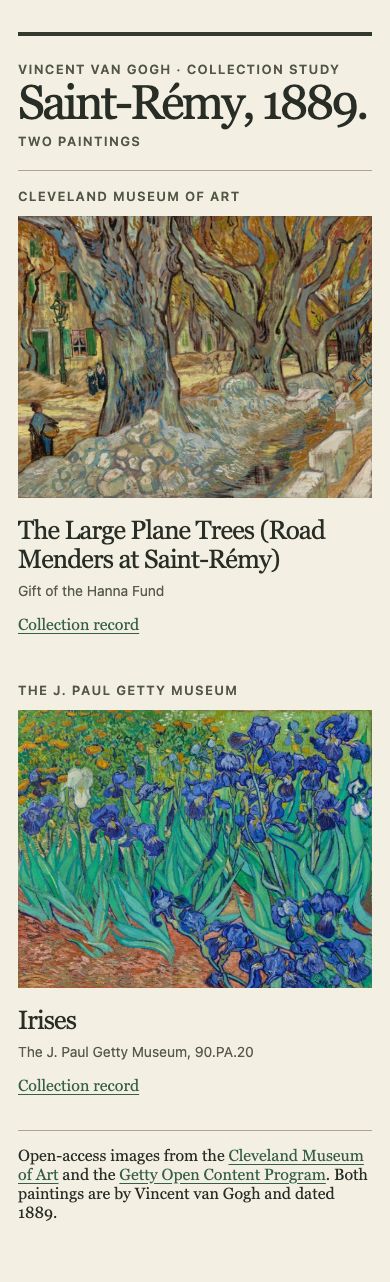 VINCENT VAN GOGH · COLLECTION STUDY
Saint-Rémy, 1889.
TWO PAINTINGS
CLEVELAND MUSEUM OF ART
The Large Plane Trees (Road
Menders at Saint-Rémy)
Gift of the Hanna Fund
Collection record
THE J. PAUL GETTY MUSEUM
Irises
The J. Paul Getty Museum, 90.PA.20
Collection record
Open-access images from the Cleveland Museum
of Art and the Getty Open Content Program. Both
paintings are by Vincent van Gogh and dated
1889.